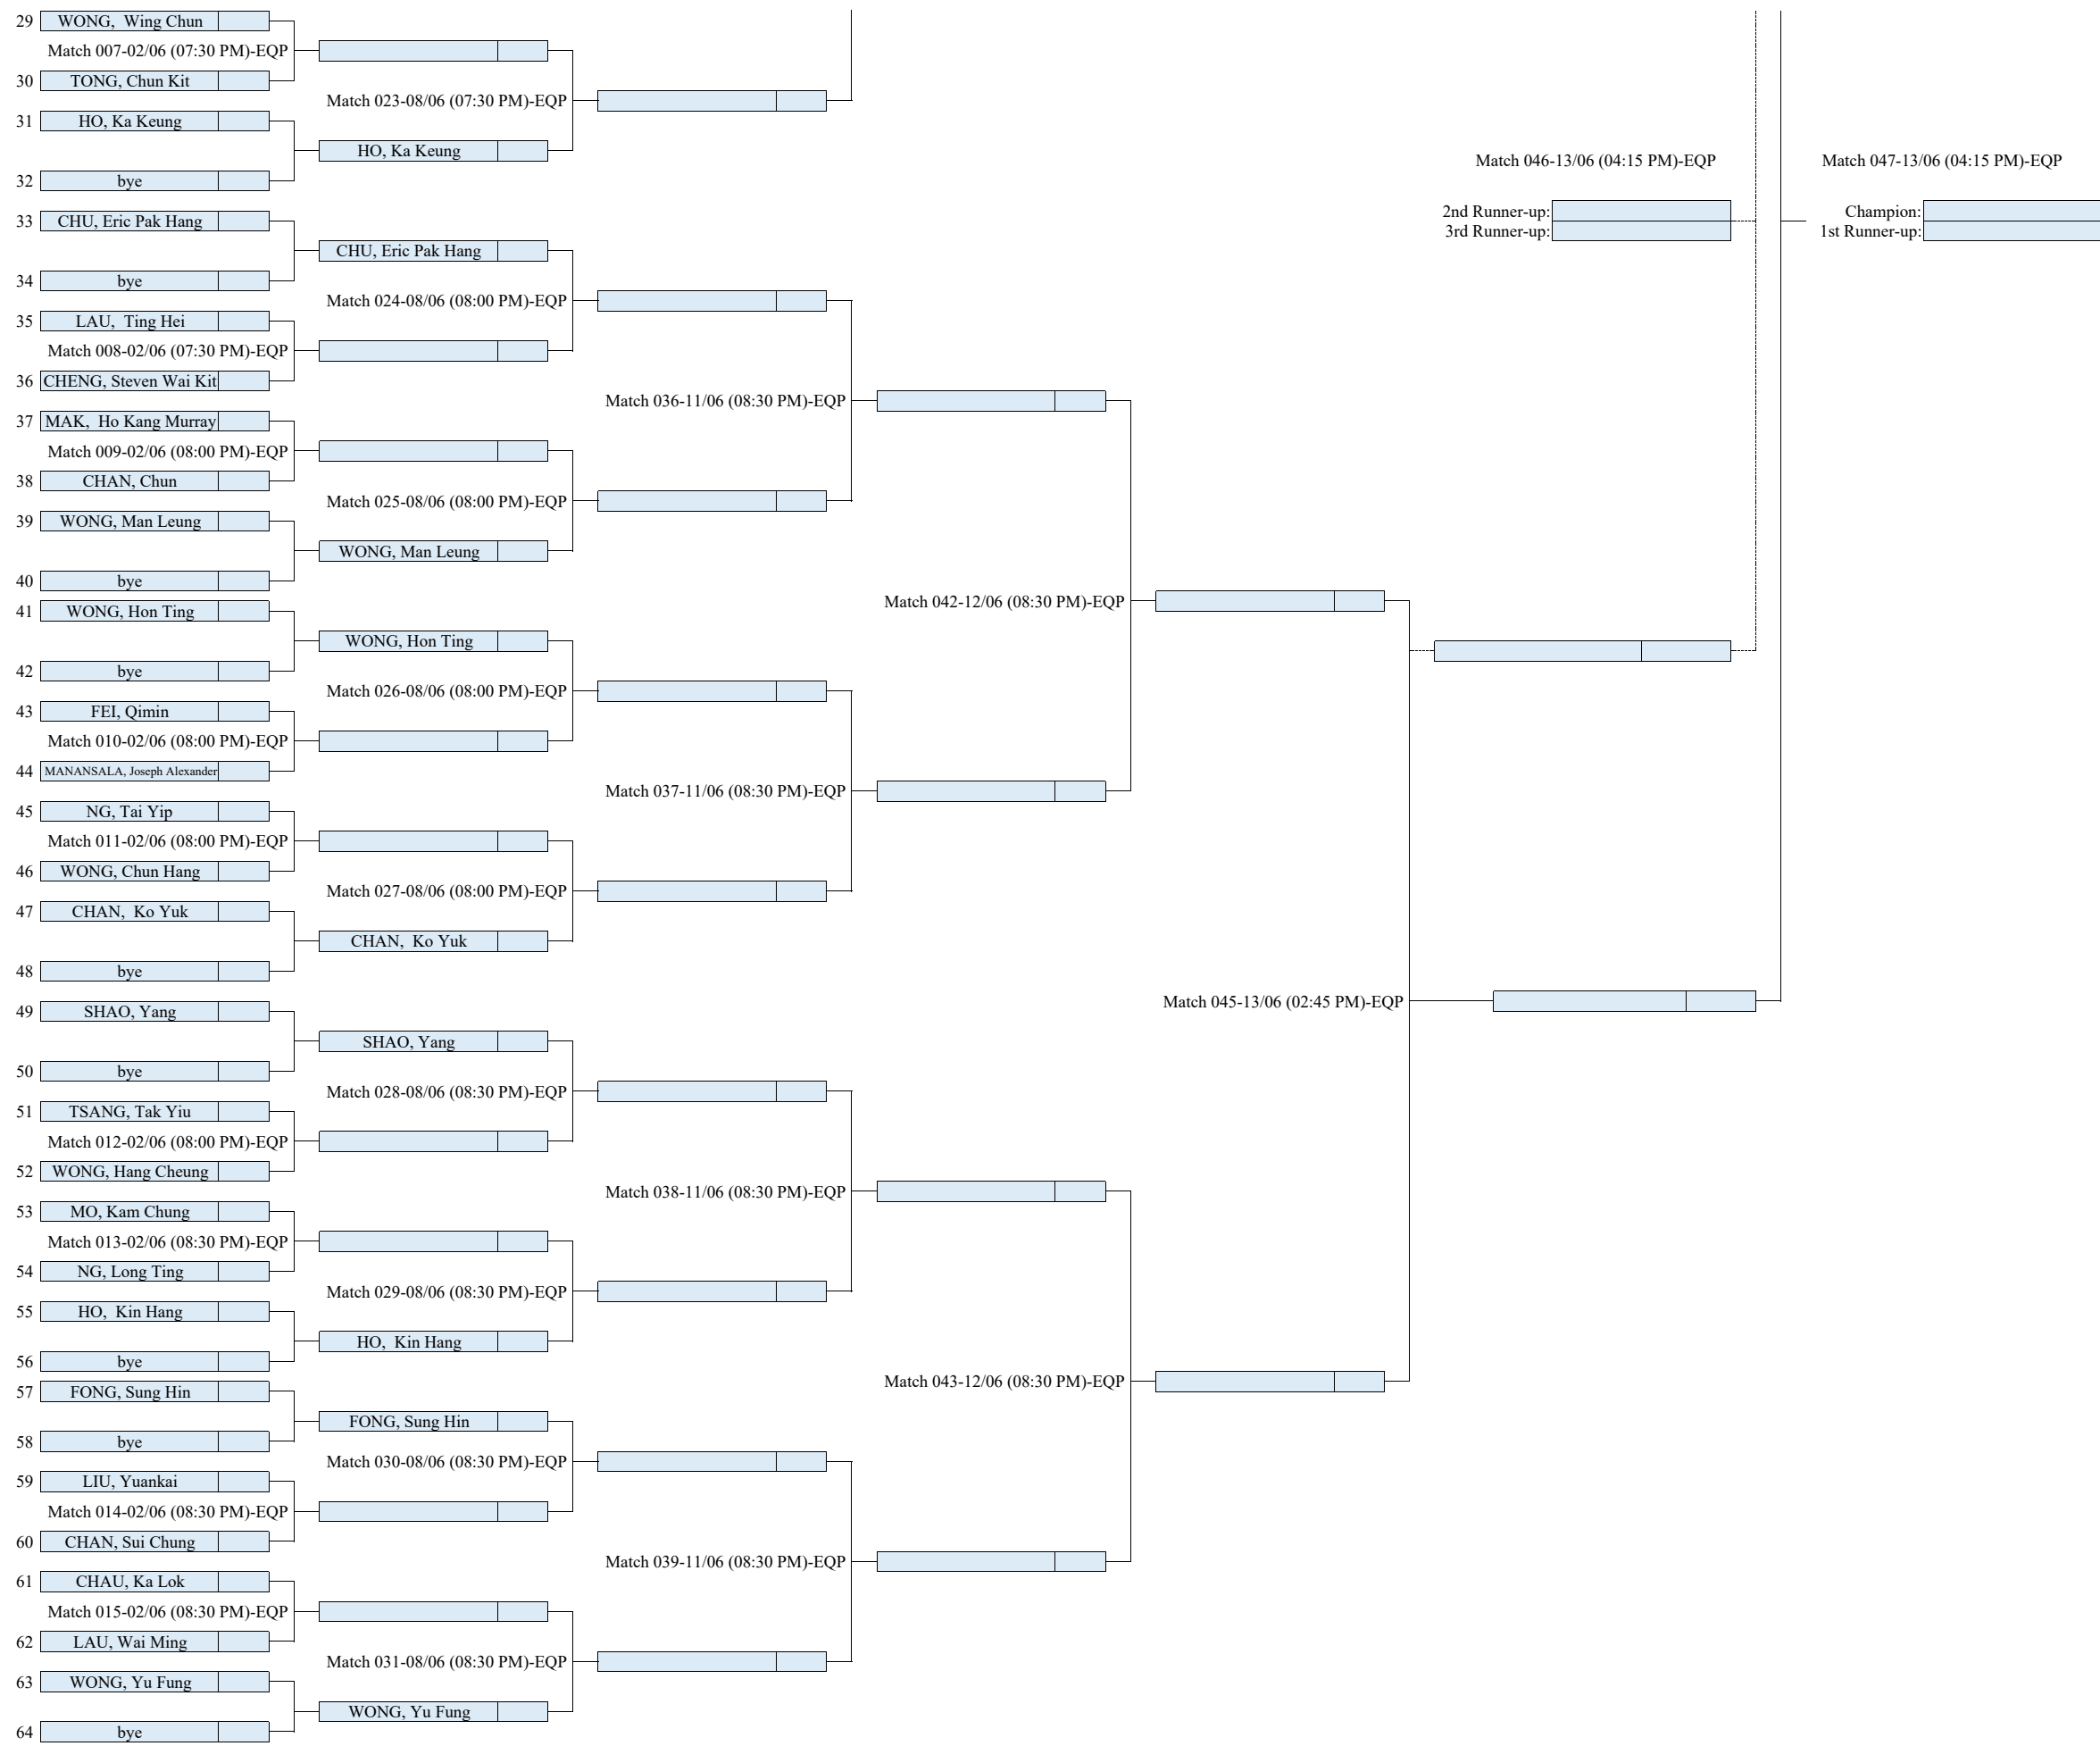 29 WONG,  Wing Chun
Match 007-02/06 (07:30 PM)-EQP
30 TONG, Chun Kit
Match 023-08/06 (07:30 PM)-EQP
31 HO, Ka Keung
HO, Ka Keung
32 bye
Match 046-13/06 (04:15 PM)-EQP
Match 047-13/06 (04:15 PM)-EQP
2nd Runner-up:
3rd Runner-up:
Champion:
1st Runner-up:
33 CHU, Eric Pak Hang
CHU, Eric Pak Hang
34 bye
Match 024-08/06 (08:00 PM)-EQP
35 LAU,  Ting Hei
Match 008-02/06 (07:30 PM)-EQP
36 CHENG, Steven Wai Kit
Match 036-11/06 (08:30 PM)-EQP
37 MAK,  Ho Kang Murray
Match 009-02/06 (08:00 PM)-EQP
38 CHAN, Chun
Match 025-08/06 (08:00 PM)-EQP
39 WONG, Man Leung
WONG, Man Leung
40 bye
Match 042-12/06 (08:30 PM)-EQP
41 WONG, Hon Ting
WONG, Hon Ting
42 bye
Match 026-08/06 (08:00 PM)-EQP
43 FEI, Qimin
Match 010-02/06 (08:00 PM)-EQP
44 MANANSALA, Joseph Alexander
Match 037-11/06 (08:30 PM)-EQP
45 NG, Tai Yip
Match 011-02/06 (08:00 PM)-EQP
46 WONG, Chun Hang
Match 027-08/06 (08:00 PM)-EQP
47 CHAN,  Ko Yuk
CHAN,  Ko Yuk
48 bye
Match 045-13/06 (02:45 PM)-EQP
49 SHAO, Yang
SHAO, Yang
50 bye
Match 028-08/06 (08:30 PM)-EQP
51 TSANG, Tak Yiu
Match 012-02/06 (08:00 PM)-EQP
52 WONG, Hang Cheung
Match 038-11/06 (08:30 PM)-EQP
53 MO, Kam Chung
Match 013-02/06 (08:30 PM)-EQP
54 NG, Long Ting
Match 029-08/06 (08:30 PM)-EQP
55 HO,  Kin Hang
HO,  Kin Hang
56 bye
Match 043-12/06 (08:30 PM)-EQP
57 FONG, Sung Hin
FONG, Sung Hin
58 bye
Match 030-08/06 (08:30 PM)-EQP
59 LIU, Yuankai
Match 014-02/06 (08:30 PM)-EQP
60 CHAN, Sui Chung
Match 039-11/06 (08:30 PM)-EQP
61 CHAU, Ka Lok
Match 015-02/06 (08:30 PM)-EQP
62 LAU, Wai Ming
Match 031-08/06 (08:30 PM)-EQP
63 WONG, Yu Fung
WONG, Yu Fung
64 bye